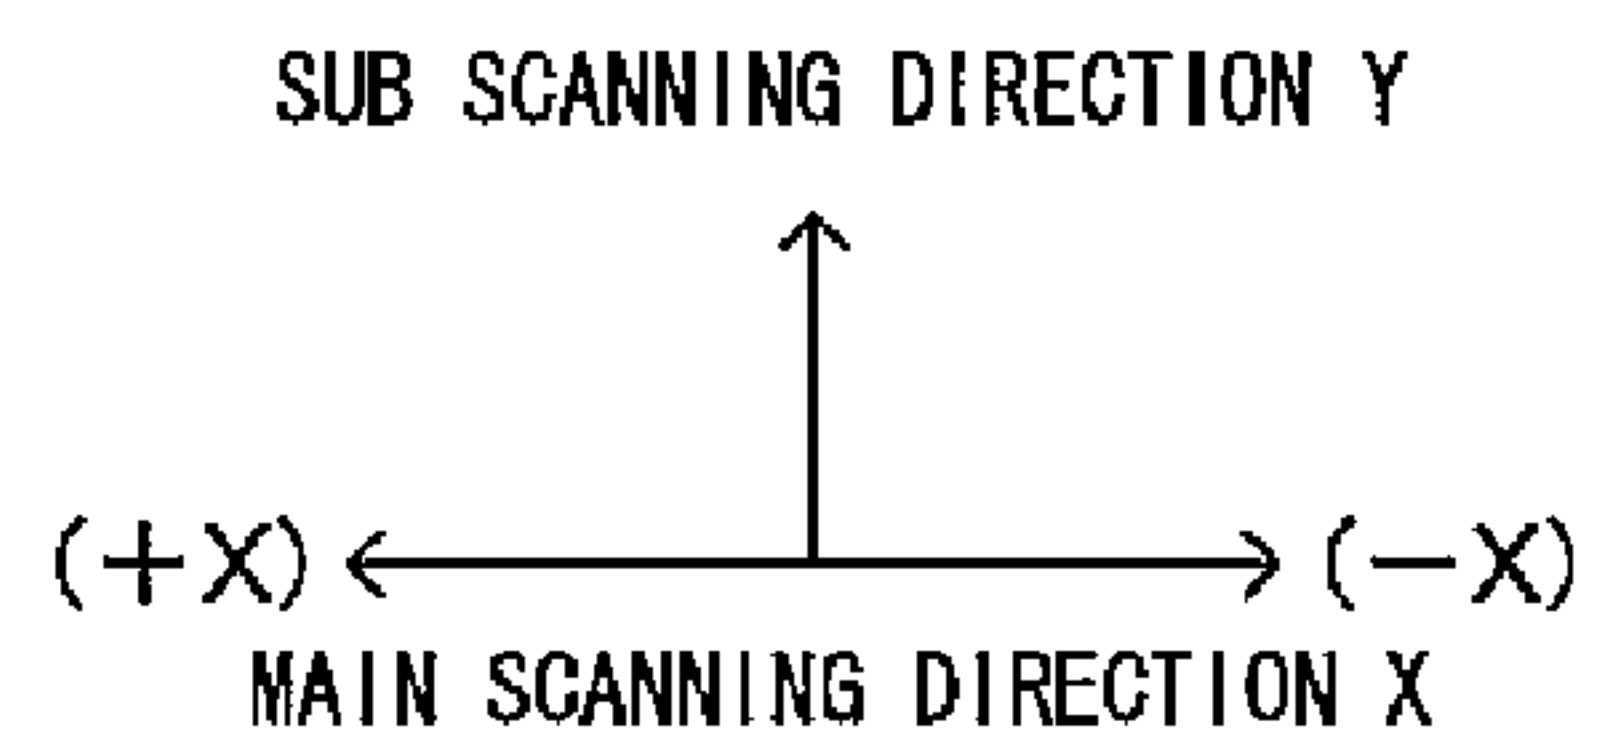 SUB SCANNING DIRECTION Y
(+X) (-X)
MAIN SCANNING DIRECTION X